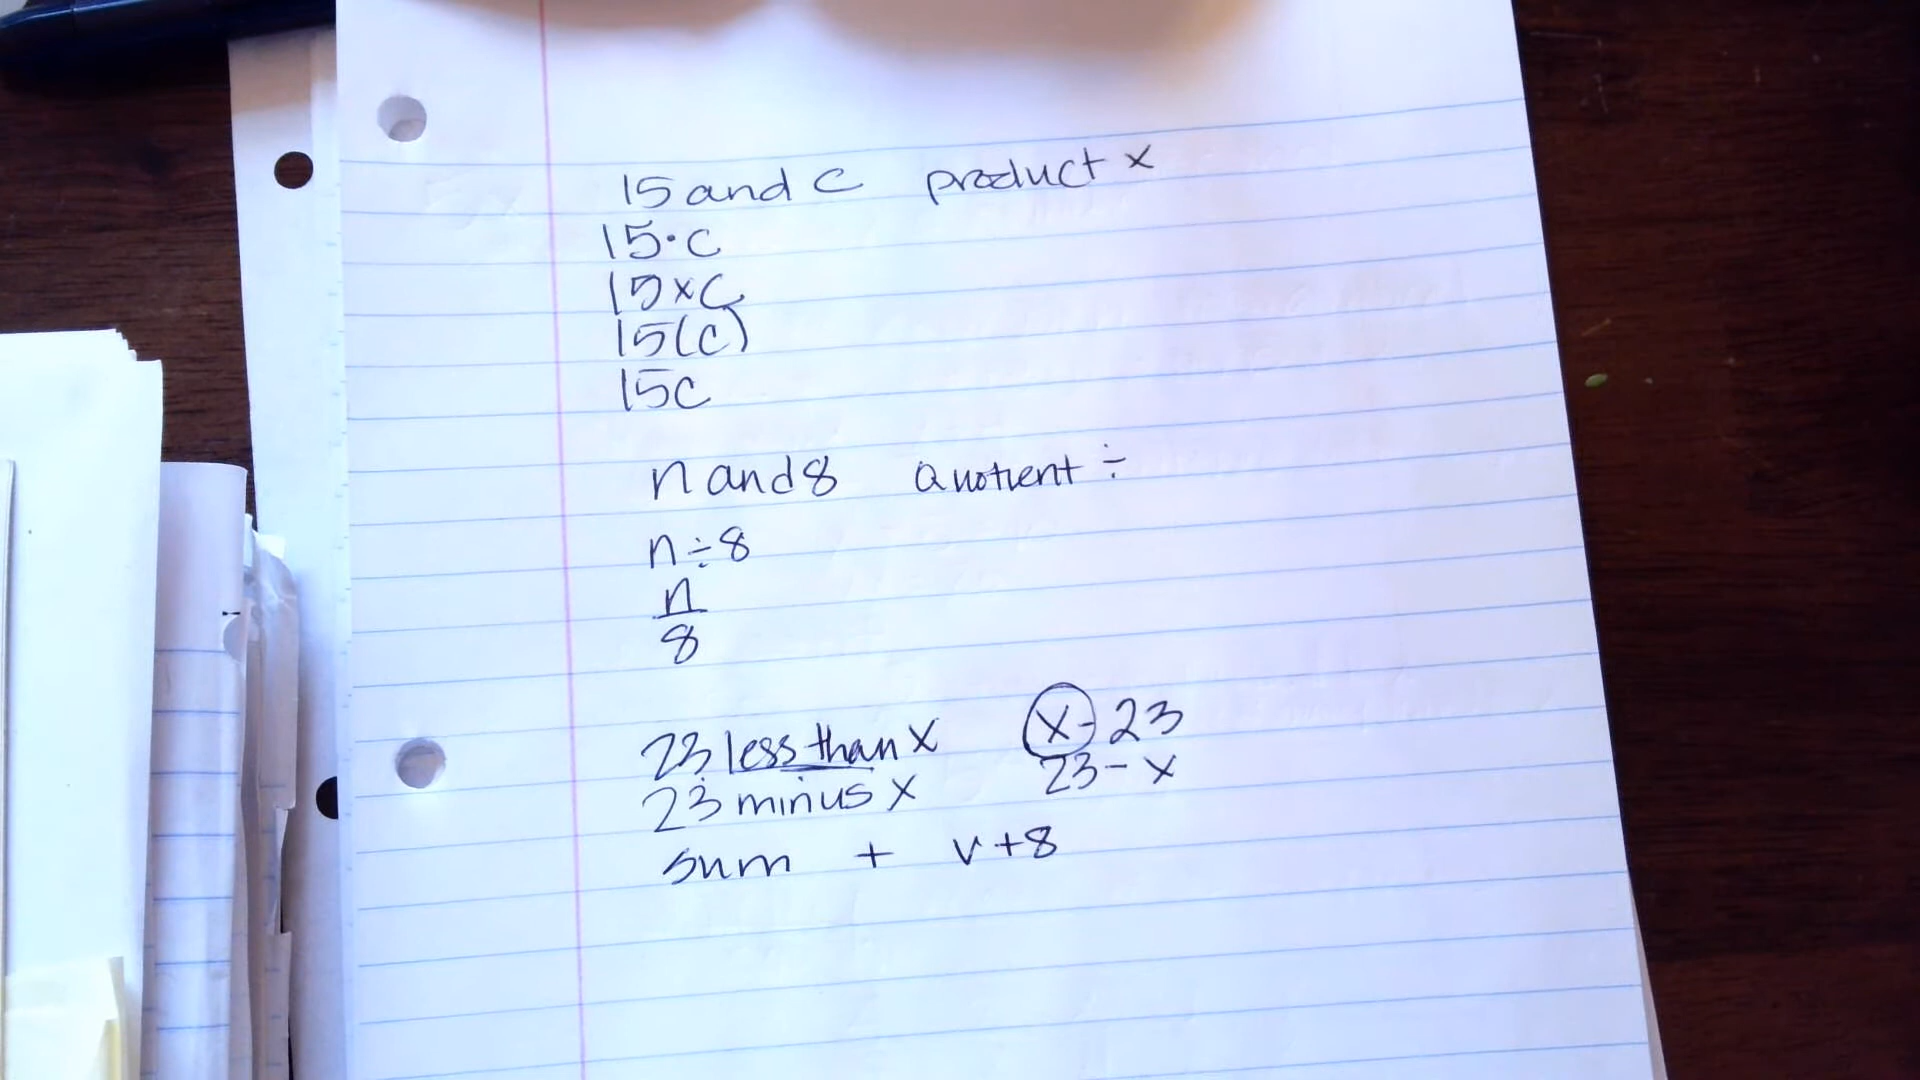 15 and c product ×
15·c
15×c
15(c)
15c
n and 8 Quotient ÷
n÷8
n
8
23 less than x x-23
23 minus x 23-x
sum + v+8